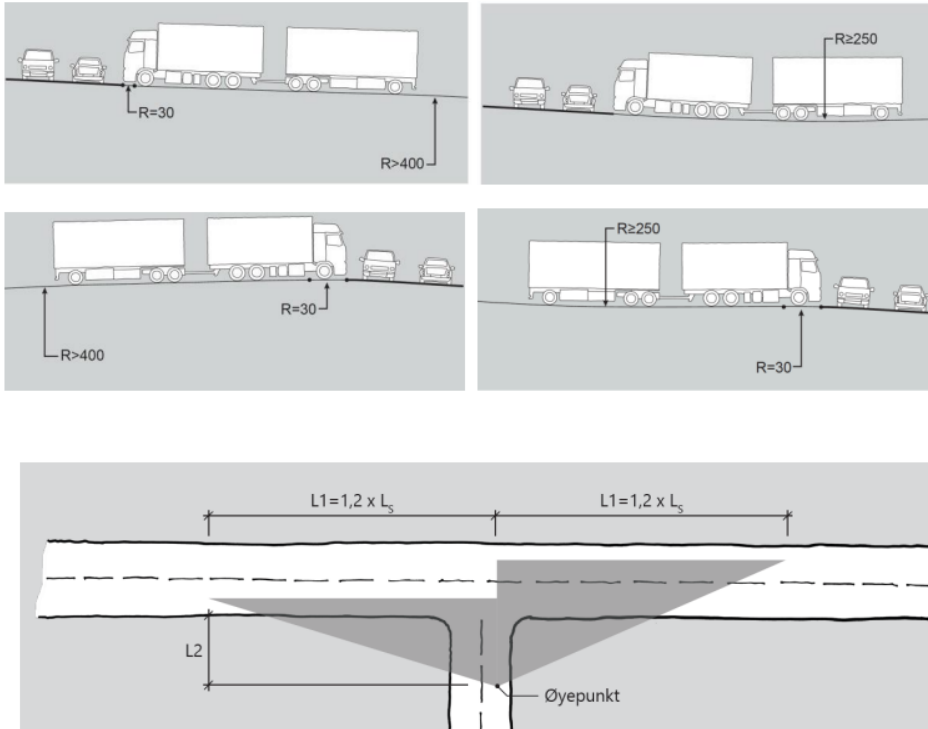 R=30
R>400
R≥250
R>400
R=30
R≥250
R=30
L1=1,2 x Ls
L1=1,2 x Ls
L2
Øyepunkt